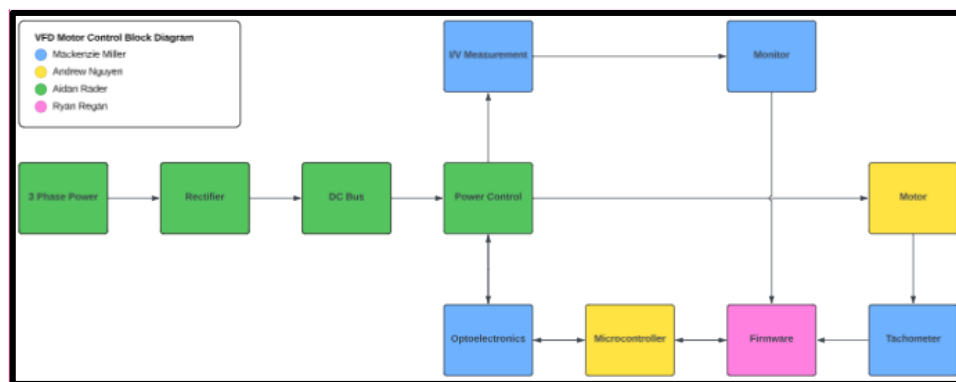 VFD Motor Control Block Diagram
Mackenzie Miller
Andrew Nguyen
Aidan Rader
Ryan Regan
I/V Measurement
Monitor
3 Phase Power
Rectifier
DC Bus
Power Control
Motor
Optoelectronics
Microcontroller
Firmware
Tachometer